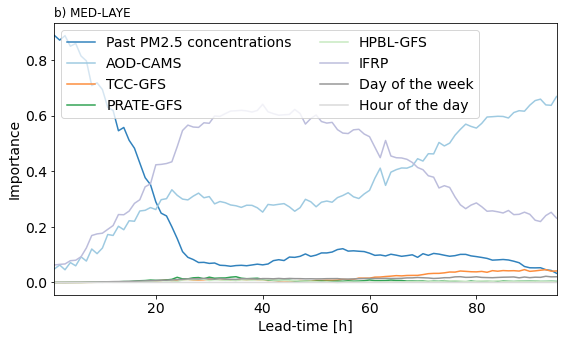 b) MED-LAYE
Past PM2.5 concentrations
AOD-CAMS
TCC-GFS
PRATE-GFS
HPBL-GFS
IFRP
Day of the week
Hour of the day
Importance
0.8
0.6
0.4
0.2
0.0
20 40 60 80
Lead-time [h]